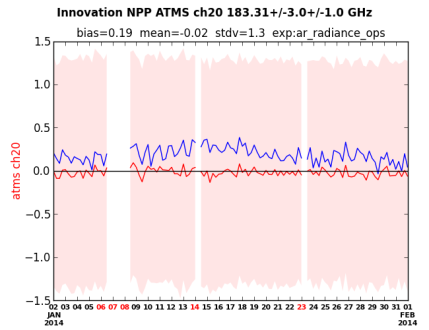 Innovation NPP ATMS ch20 183.31+/-3.0+/-1.0 GHz
bias=0.19 mean=-0.02 stdv=1.3 exp:ar_radiance_ops
1.5
1.0
0.5
0.0
−0.5
−1.0
−1.5
atms ch20
02 03 04 05 06 07 08 09 10 11 12 13 14 15 16 17 18 19 20 21 22 23 24 25 26 27 28 29 30 31 01
JAN FEB
2014 2014